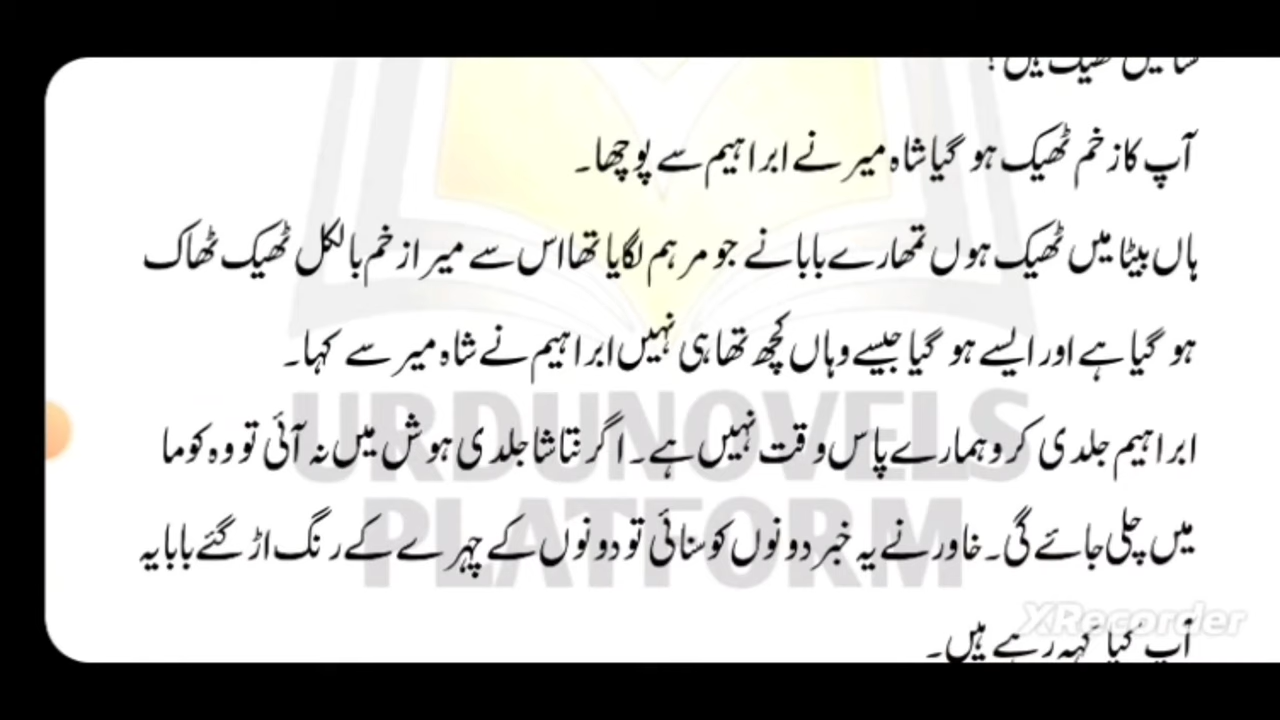 ٹھیک ہیں؟
آپ کا زخم ٹھیک ہو گیا شاہ میر نے ابراہیم سے پوچھا۔
ہاں بیٹا میں ٹھیک ہوں تمھارے بابا نے جو مرہم لگایا تھا اس سے میرا زخم بالکل ٹھیک ٹھاک
ہو گیا ہے اور ایسے ہو گیا جیسے وہاں کچھ تھا ہی نہیں ابراہیم نے شاہ میر سے کہا۔
ابراہیم جلدی کرو ہمارے پاس وقت نہیں ہے۔ اگر نتاشا جلدی ہوش میں نہ آئی تو وہ کوما
میں چلی جائے گی۔ خاور نے یہ خبر دونوں کو سنائی تو دونوں کے چہرے کے رنگ اڑ گئے بابا یہ
آپ کیا کہہ رہے ہیں۔
URDUNOVELS
PLATFORM
XRecorder